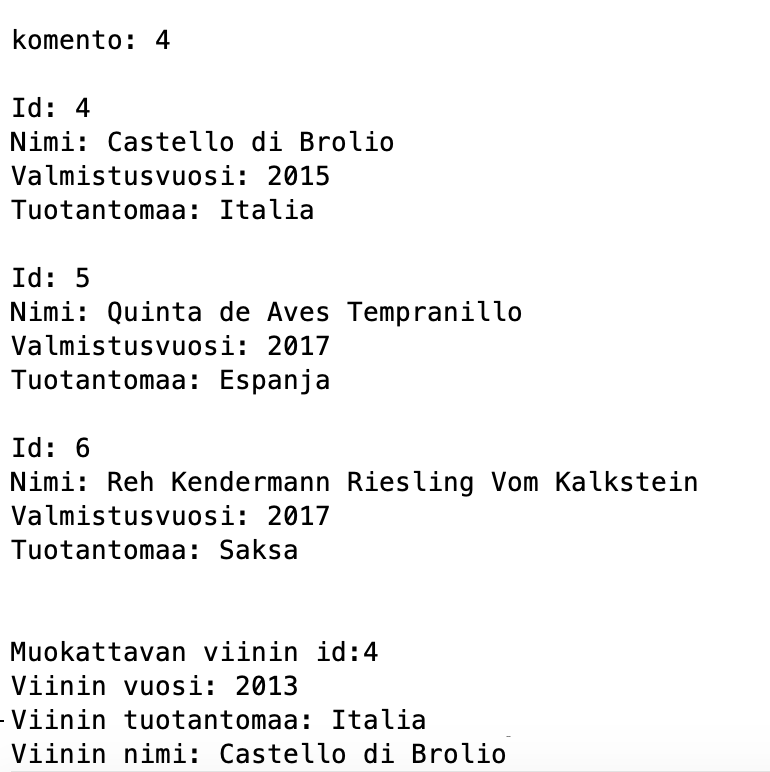 komento: 4
Id: 4
Nimi: Castello di Brolio
Valmistusvuosi: 2015
Tuotantomaa: Italia
Id: 5
Nimi: Quinta de Aves Tempranillo
Valmistusvuosi: 2017
Tuotantomaa: Espanja
Id: 6
Nimi: Reh Kendermann Riesling Vom Kalkstein
Valmistusvuosi: 2017
Tuotantomaa: Saksa
Muokattavan viinin id:4
Viinin vuosi: 2013
Viinin tuotantomaa: Italia
Viinin nimi: Castello di Brolio